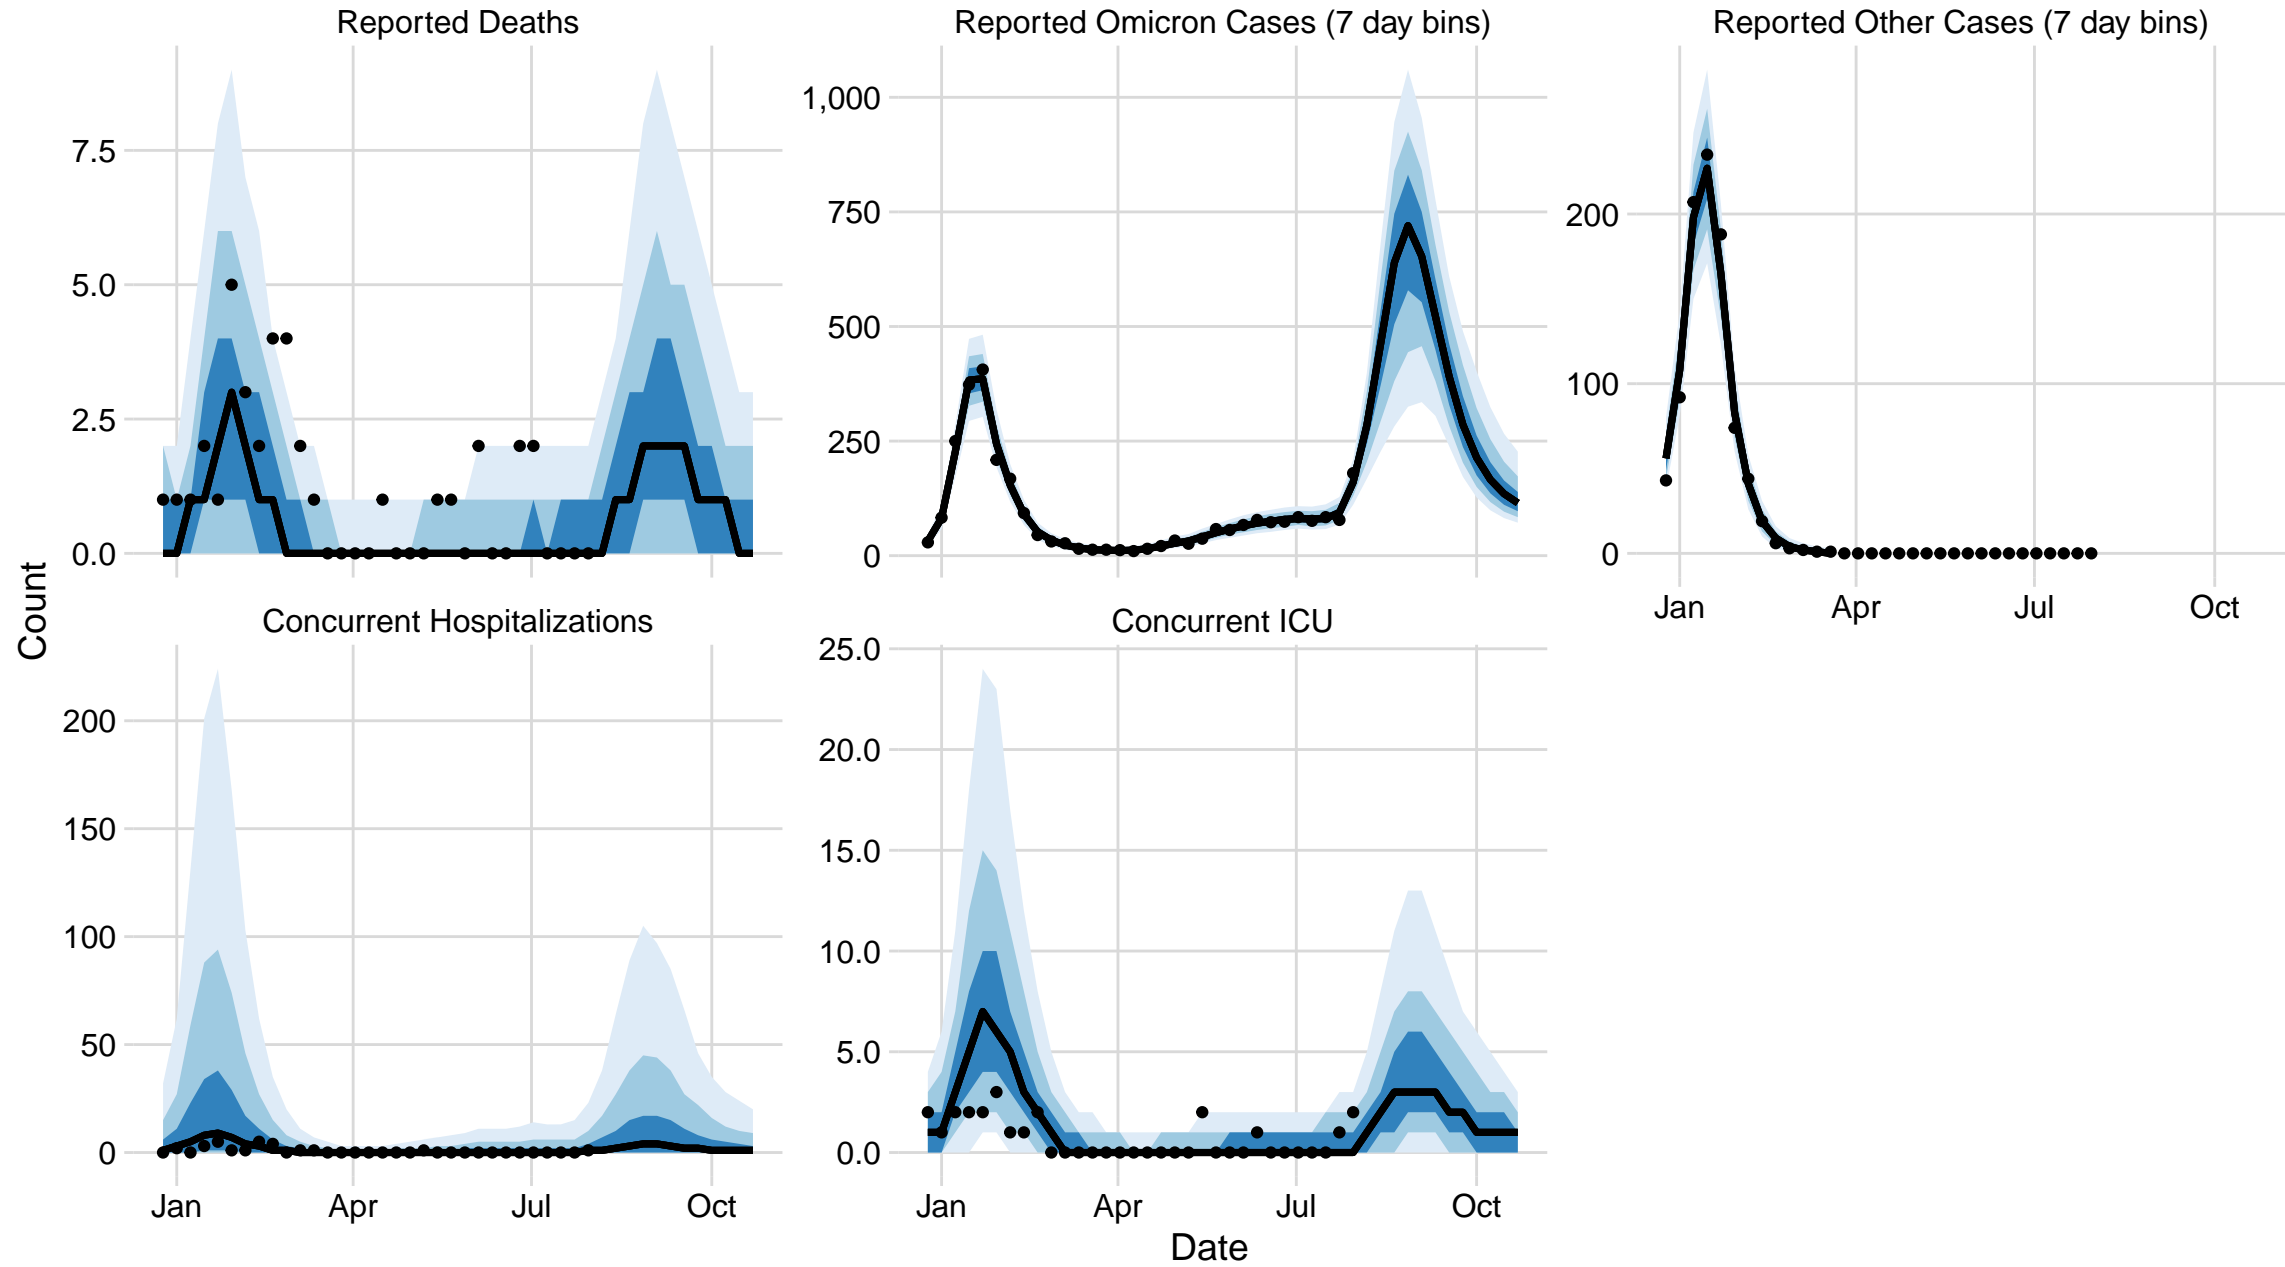 Reported Deaths
7.5
5.0
2.5
0.0
Reported Omicron Cases (7 day bins)
1,000
750
500
250
0
Reported Other Cases (7 day bins)
200
100
0
Jan Apr Jul Oct
Count
Concurrent Hospitalizations
200
150
100
50
0
Jan Apr Jul Oct
Concurrent ICU
25.0
20.0
15.0
10.0
5.0
0.0
Jan Apr Jul Oct
Date